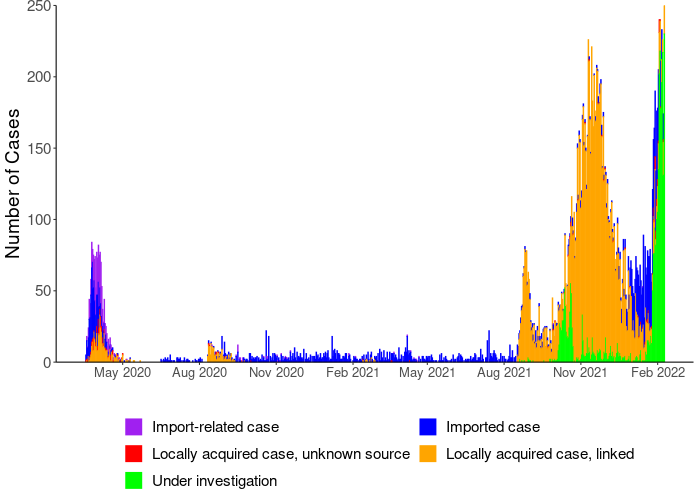 Number of Cases
250
200
150
100
50
0
May 2020 Aug 2020 Nov 2020 Feb 2021 May 2021 Aug 2021 Nov 2021 Feb 2022
Import-related case Imported case
Locally acquired case, unknown source Locally acquired case, linked
Under investigation